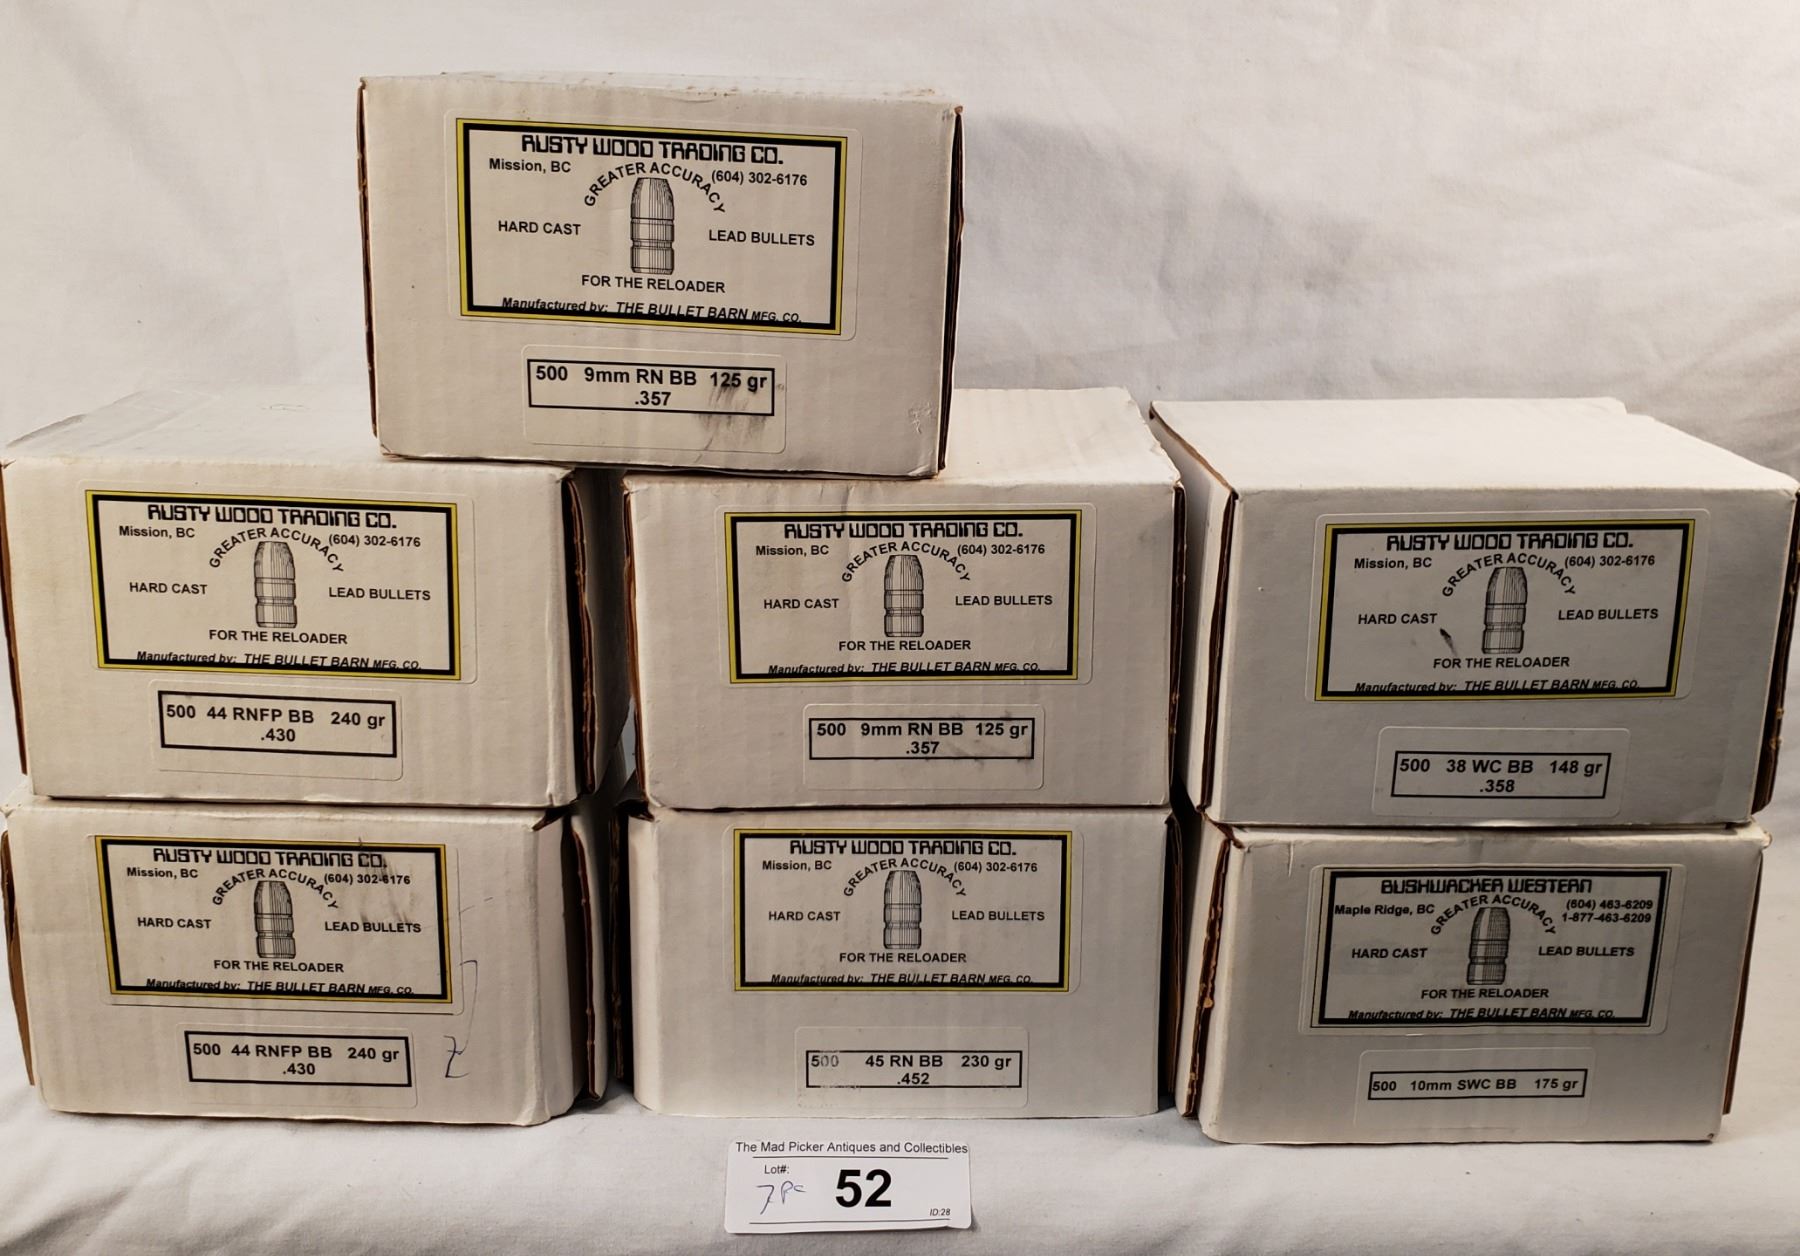 RUSTY WOOD TRADING CO.
Mission, BC
(604) 302-6176
GREATER ACCURACY
HARD CAST
LEAD BULLETS
FOR THE RELOADER
Manufactured by: THE BULLET BARN MFG. CO.
500 9mm RN BB 125 gr
.357
RUSTY WOOD TRADING CO.
Mission, BC
(604) 302-6176
GREATER ACCURACY
HARD CAST
LEAD BULLETS
FOR THE RELOADER
Manufactured by: THE BULLET BARN MFG. CO.
500 44 RNFP BB 240 gr
.430
RUSTY WOOD TRADING CO.
Mission, BC
(604) 302-6176
GREATER ACCURACY
HARD CAST
LEAD BULLETS
FOR THE RELOADER
Manufactured by: THE BULLET BARN MFG. CO.
500 9mm RN BB 125 gr
.357
RUSTY WOOD TRADING CO.
Mission, BC
(604) 302-6176
GREATER ACCURACY
HARD CAST
LEAD BULLETS
FOR THE RELOADER
Manufactured by: THE BULLET BARN MFG. CO.
500 38 WC BB 148 gr
.358
RUSTY WOOD TRADING CO.
Mission, BC
(604) 302-6176
GREATER ACCURACY
HARD CAST
LEAD BULLETS
FOR THE RELOADER
Manufactured by: THE BULLET BARN MFG. CO.
500 44 RNFP BB 240 gr
.430
RUSTY WOOD TRADING CO.
Mission, BC
(604) 302-6176
GREATER ACCURACY
HARD CAST
LEAD BULLETS
FOR THE RELOADER
Manufactured by: THE BULLET BARN MFG. CO.
500 45 RN BB 230 gr
.452
BUSHWACKER WESTERN
Maple Ridge, BC
(604) 463-6209
1-877-463-6209
GREATER ACCURACY
HARD CAST
LEAD BULLETS
FOR THE RELOADER
Manufactured by: THE BULLET BARN MFG. CO.
500 10mm SWC BB 175 gr
The Mad Picker Antiques and Collectibles
Lot#:
7 Pc
52
ID:28